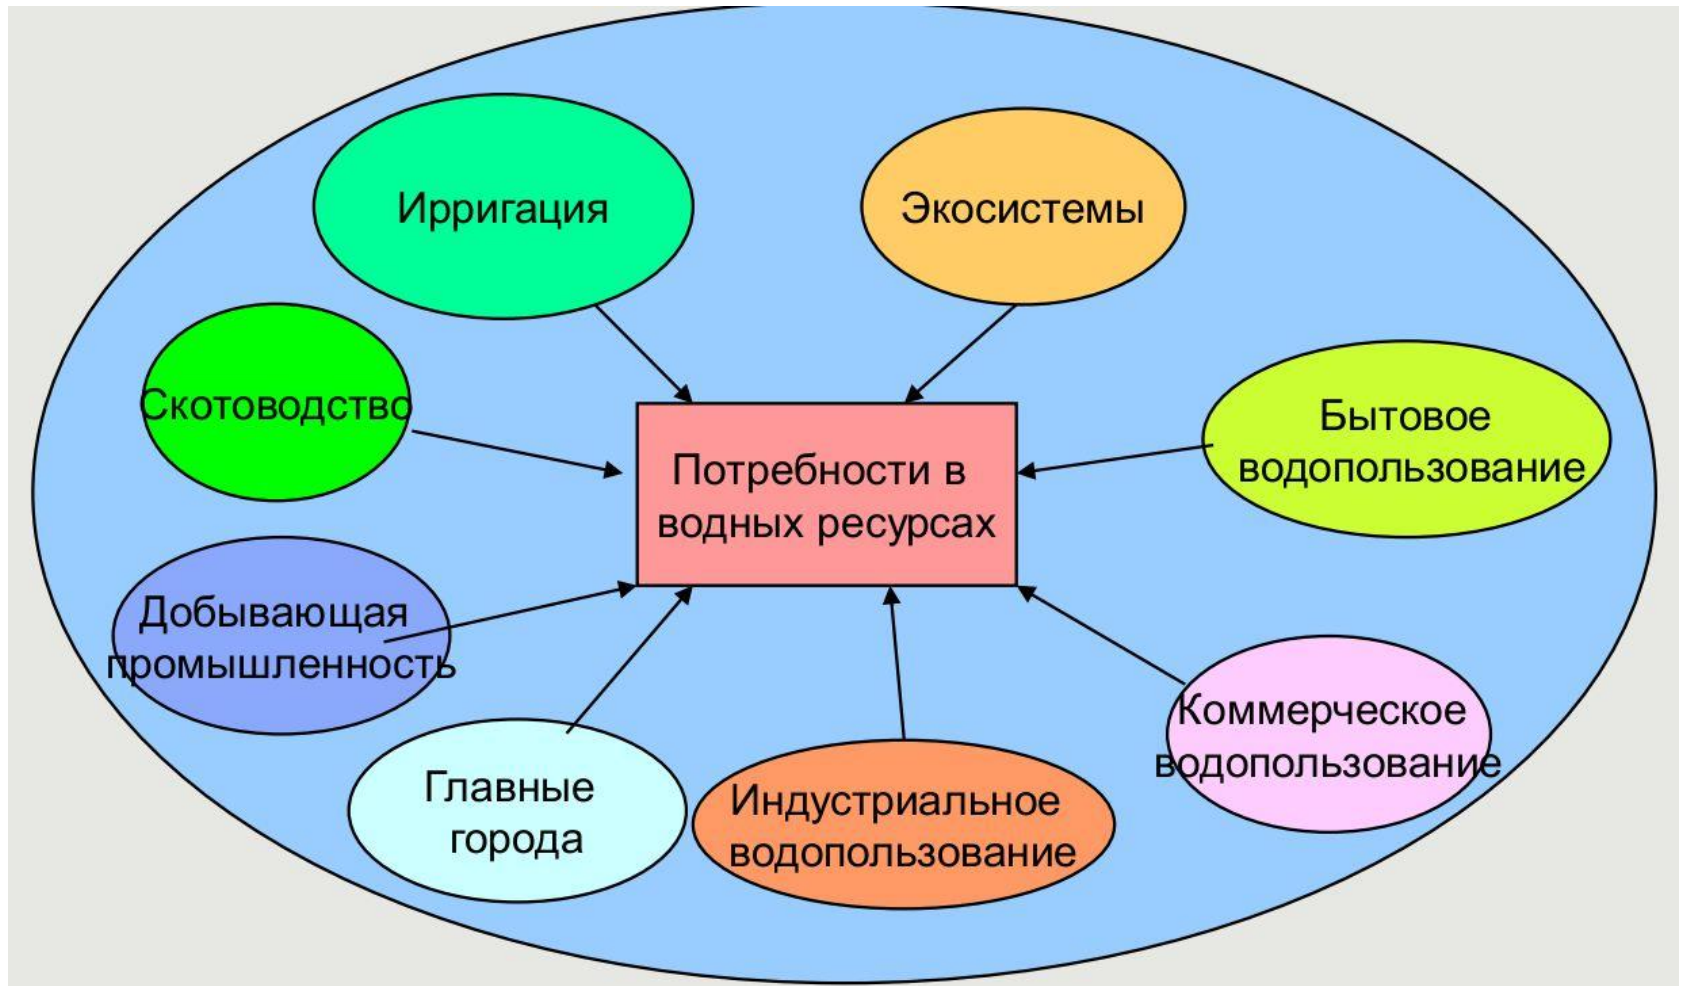 Ирригация
Экосистемы
Скотоводство
Бытовое
водопользование
Потребности в
водных ресурсах
Добывающая
промышленность
Коммерческое
водопользование
Главные
города
Индустриальное
водопользование